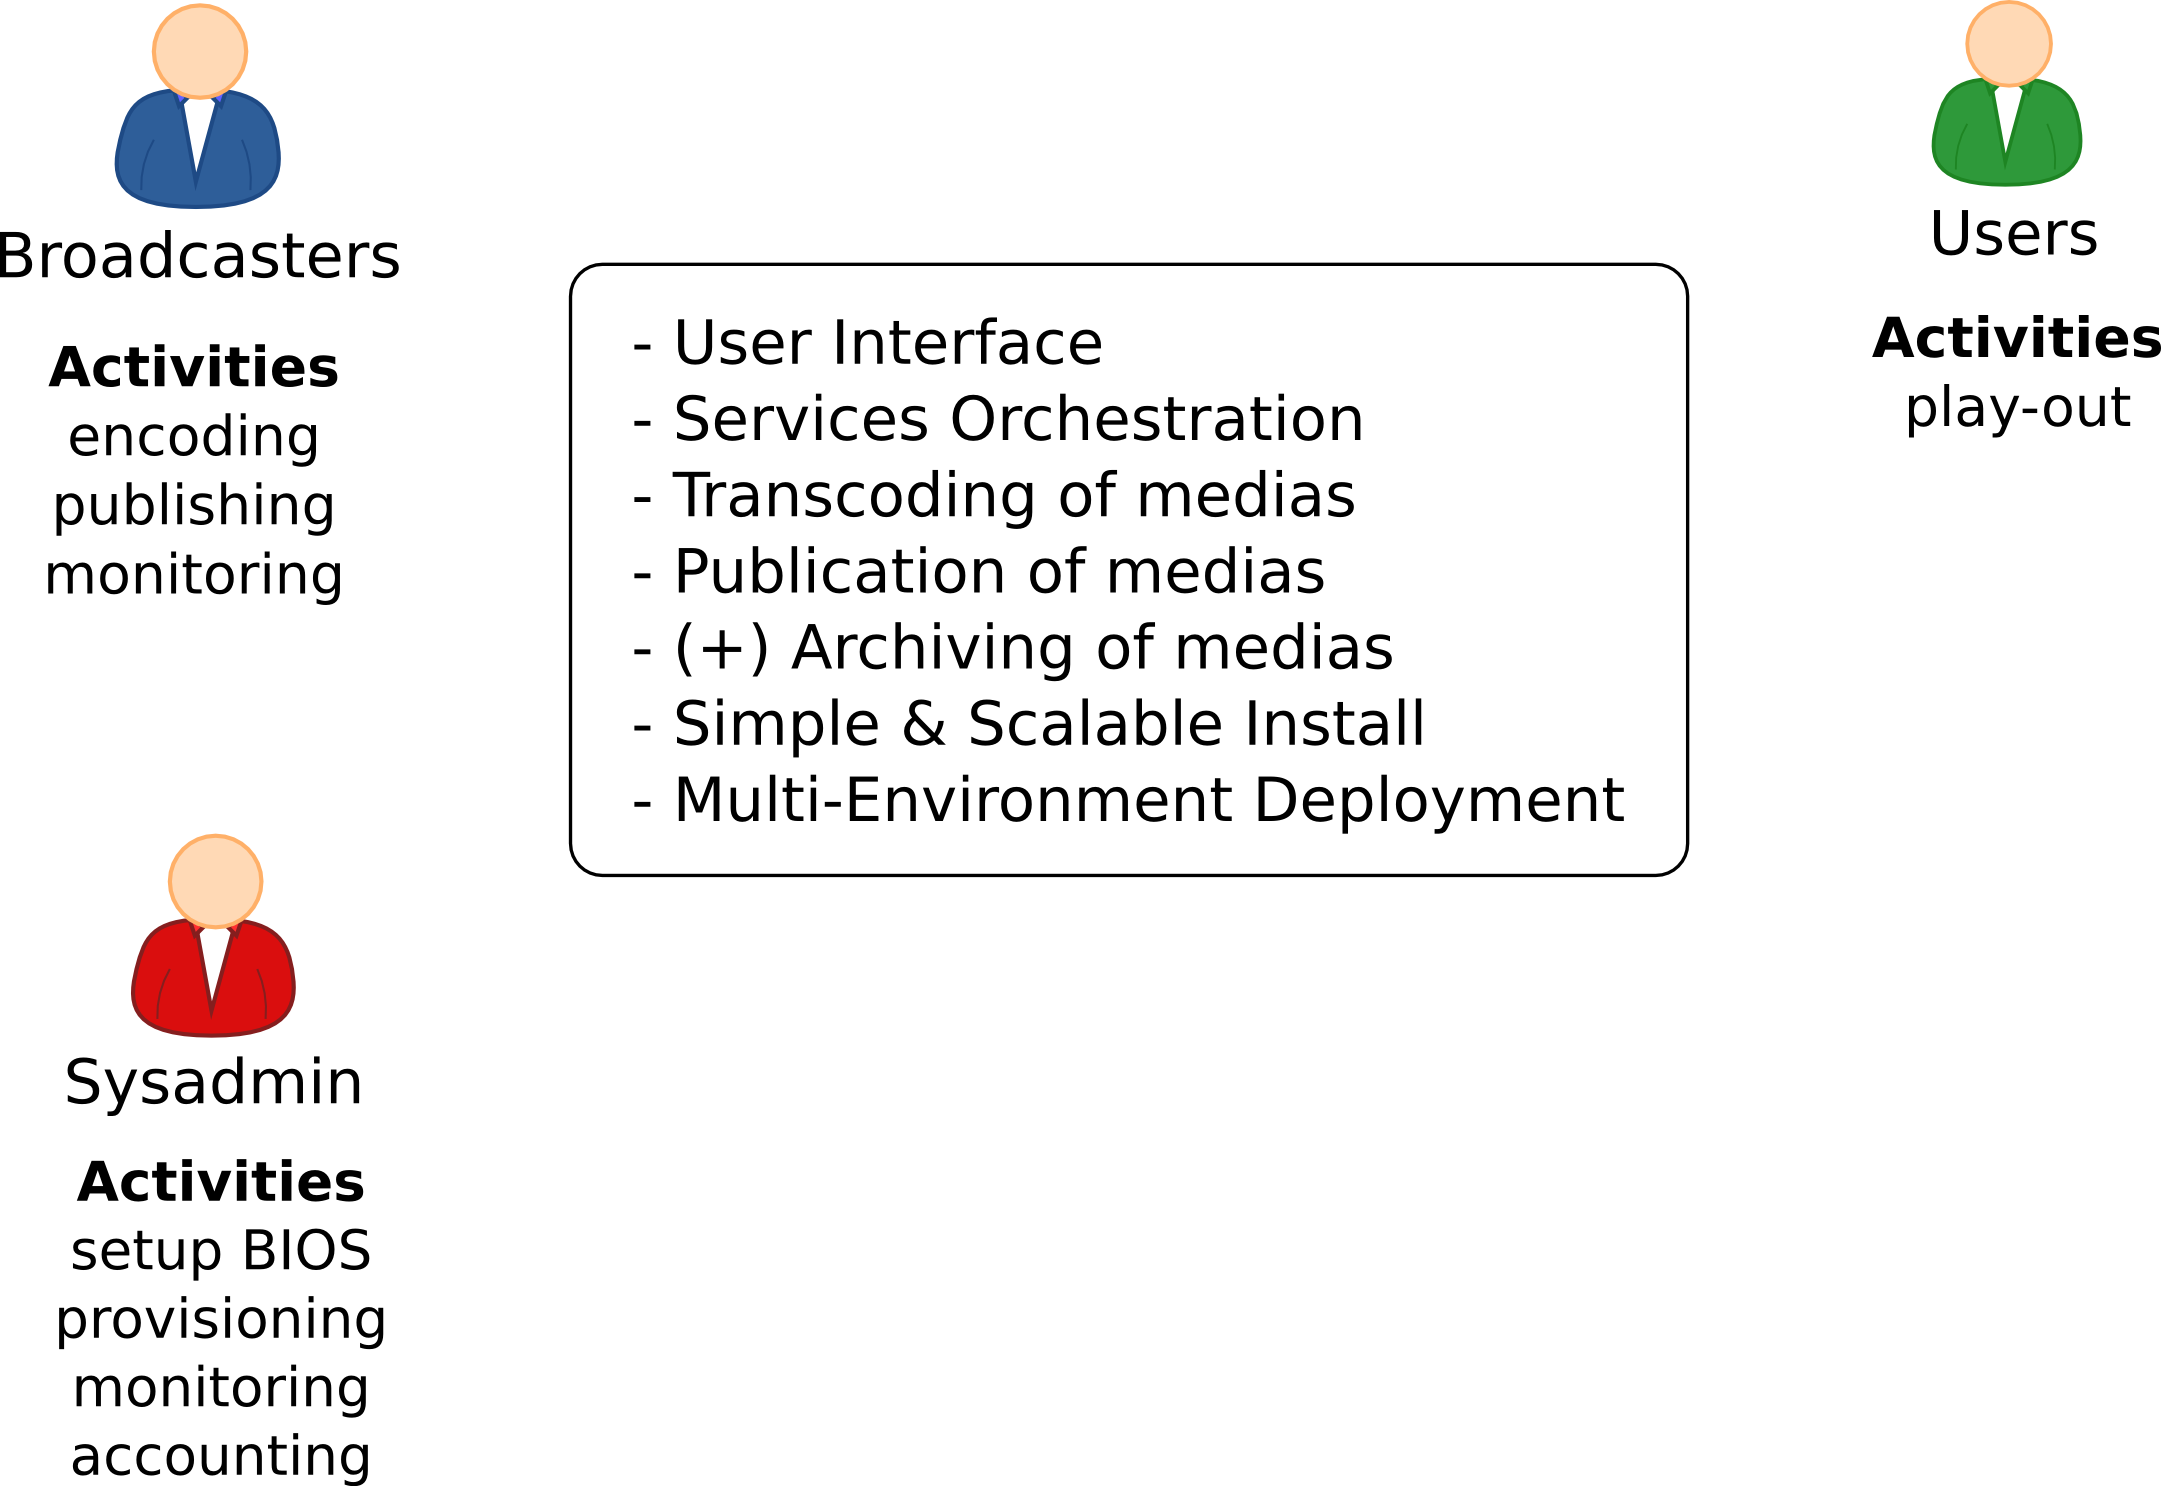 Broadcasters
Activities
encoding
publishing
monitoring
- User Interface
- Services Orchestration
- Transcoding of medias
- Publication of medias
- (+) Archiving of medias
- Simple & Scalable Install
- Multi-Environment Deployment
Users
Activities
play-out
Sysadmin
Activities
setup BIOS
provisioning
monitoring
accounting